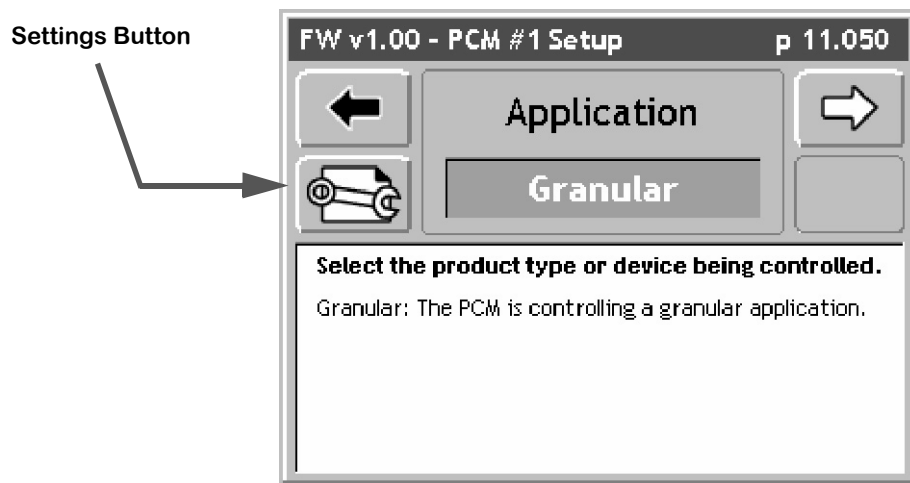 Settings Button
FW v1.00 - PCM #1 Setup p 11.050
Application
Granular
Select the product type or device being controlled.
Granular: The PCM is controlling a granular application.